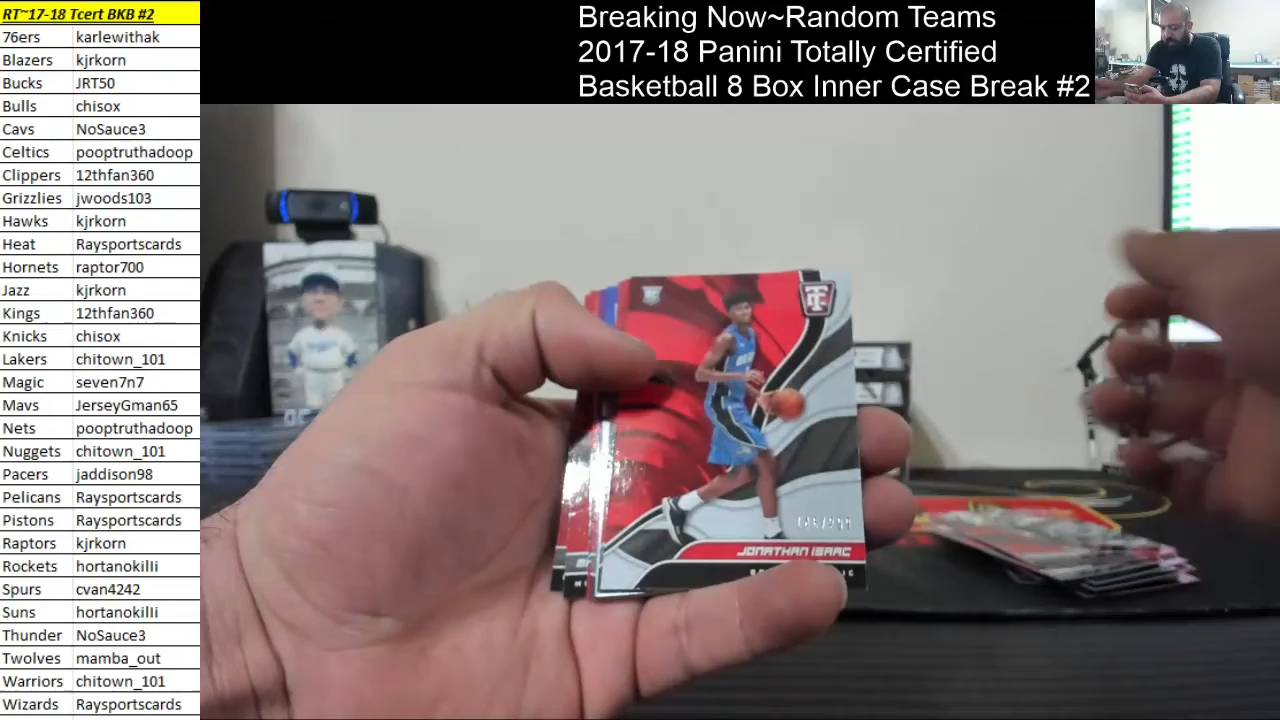 RT~17-18 Tcert BKB #2
76ers karlewithak
Blazers kjrkorn
Bucks JRT50
Bulls chisox
Cavs NoSauce3
Celtics pooptruthadoop
Clippers 12thfan360
Grizzlies jwoods103
Hawks kjrkorn
Heat Raysportscards
Hornets raptor700
Jazz kjrkorn
Kings 12thfan360
Knicks chisox
Lakers chitown_101
Magic seven7n7
Mavs JerseyGman65
Nets pooptruthadoop
Nuggets chitown_101
Pacers jaddison98
Pelicans Raysportscards
Pistons Raysportscards
Raptors kjrkorn
Rockets hortanokilli
Spurs cvan4242
Suns hortanokilli
Thunder NoSauce3
Twolves mamba_out
Warriors chitown_101
Wizards Raysportscards
Breaking Now~Random Teams
2017-18 Panini Totally Certified
Basketball 8 Box Inner Case Break #2
JONATHAN ISAAC